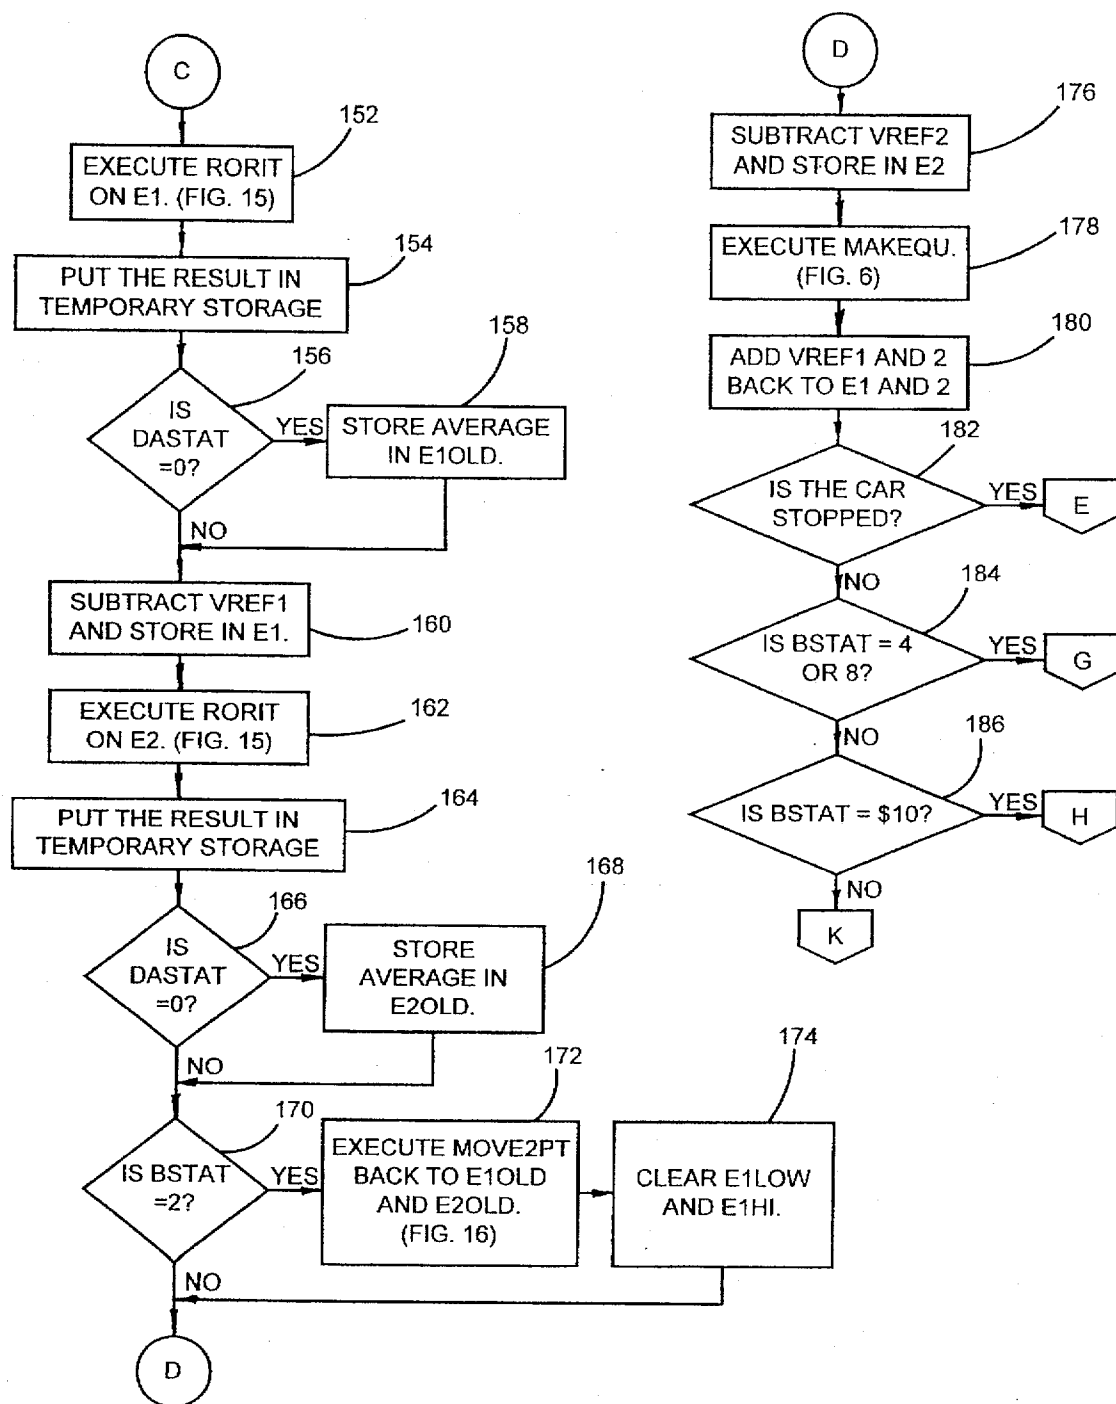 C
152
EXECUTE RORIT
ON E1. (FIG. 15)
154
PUT THE RESULT IN
TEMPORARY STORAGE
156
158
IS
DASTAT
=0?
YES
STORE AVERAGE
IN E1OLD.
NO
SUBTRACT VREF1
AND STORE IN E1.
160
EXECUTE RORIT
ON E2. (FIG. 15)
162
PUT THE RESULT IN
TEMPORARY STORAGE
164
166
168
IS
DASTAT
=0?
YES
STORE
AVERAGE IN
E2OLD.
NO
170
172
174
IS BSTAT
=2?
YES
EXECUTE MOVE2PT
BACK TO E1OLD
AND E2OLD.
(FIG. 16)
CLEAR E1LOW
AND E1HI.
NO
D
D
176
SUBTRACT VREF2
AND STORE IN E2
178
EXECUTE MAKEQU.
(FIG. 6)
180
ADD VREF1 AND 2
BACK TO E1 AND 2
182
IS THE CAR
STOPPED?
YES
E
NO
184
IS BSTAT = 4
OR 8?
YES
G
NO
186
IS BSTAT = $10?
YES
H
NO
K